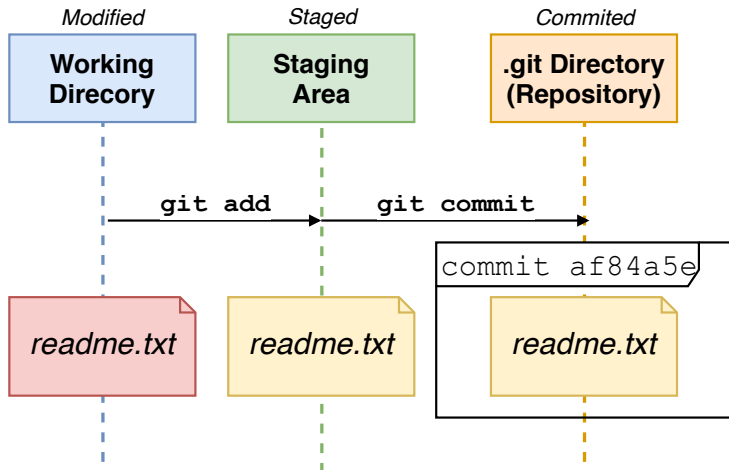 Modified
Staged
Commited
Working
Direcory
Staging
Area
.git Directory
(Repository)
git add
git commit
commit af84a5e
readme.txt
readme.txt
readme.txt